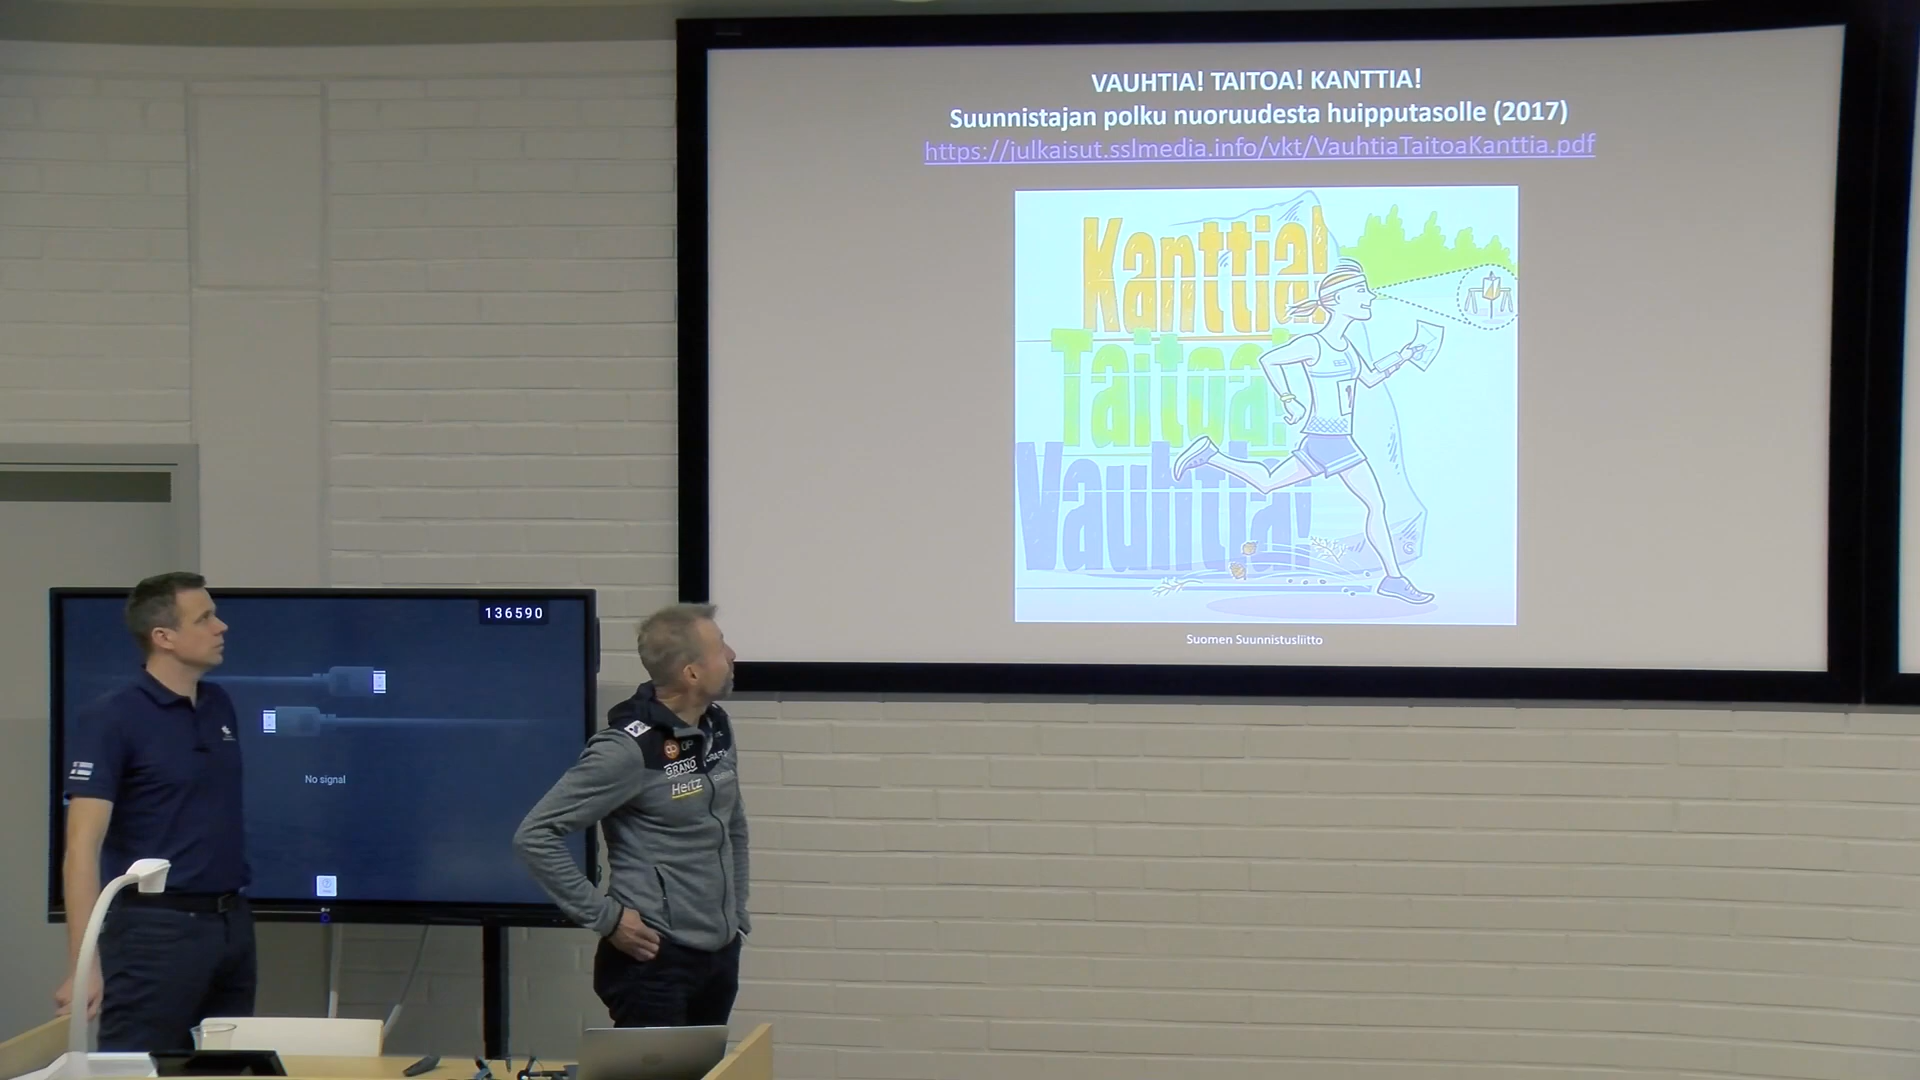 VAUHTIA! TAITOA! KANTTIA!
Suunnistajan polku nuoruudesta huipputasolle (2017)
https://julkaisut.sslmedia.info/vkt/VauhtiaTaitoaKanttia.pdf
Kanttia!
Taitoa!
Vauhtia!
Suomen Suunnistusliitto
136590
No signal
OP
GRANO
Hertz